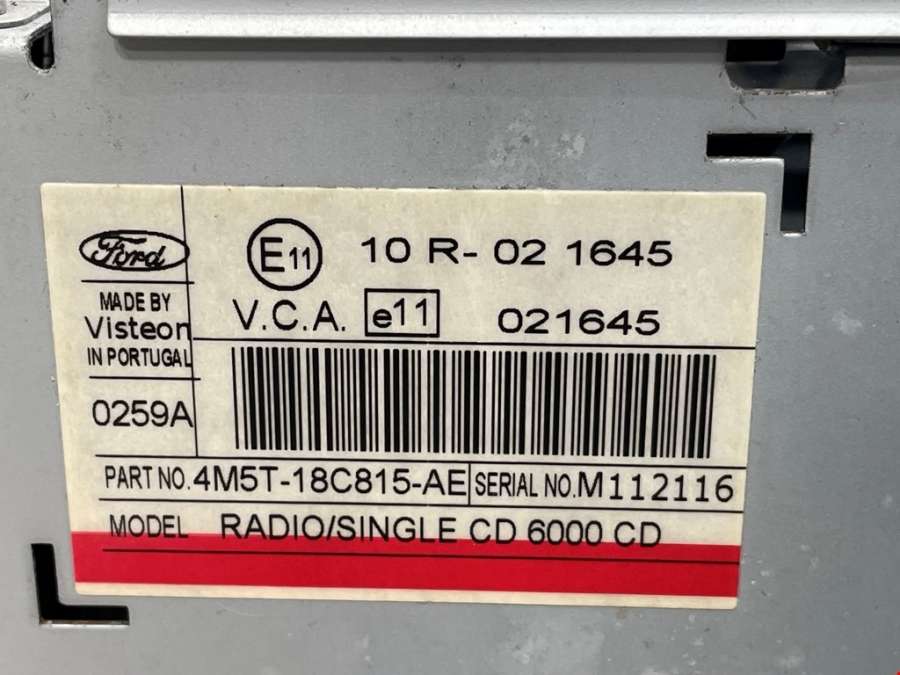 Ford
E11 10 R- 02 1645
MADE BY
Visteon
IN PORTUGAL
V.C.A. e11 021645
0259A
PART NO. 4M5T-18C815-AE SERIAL NO. M112116
MODEL RADIO/SINGLE CD 6000 CD